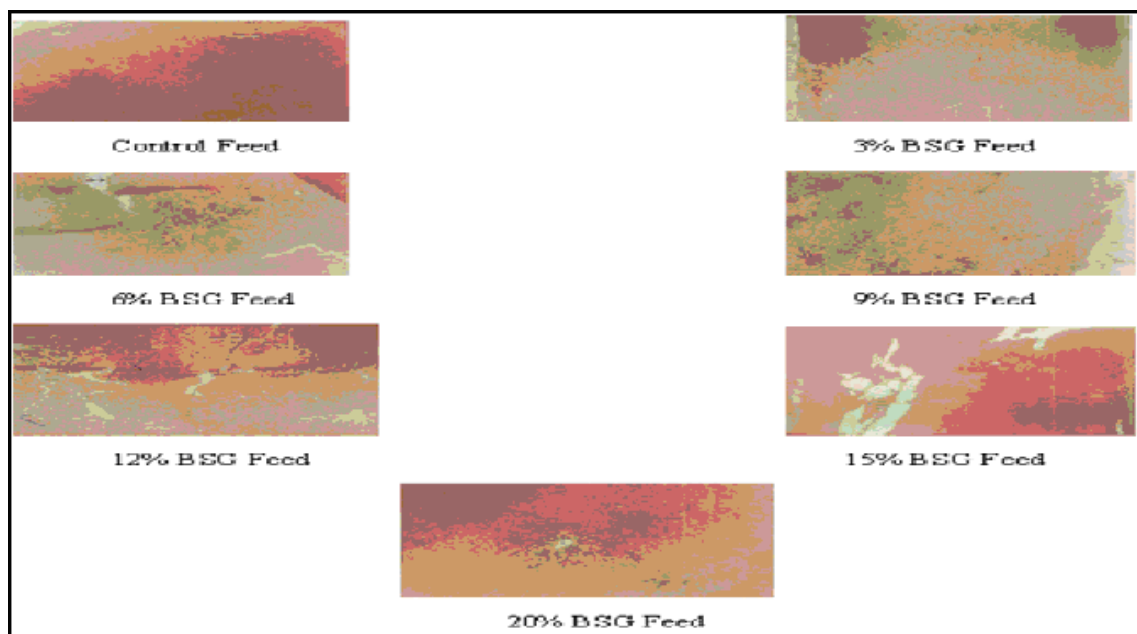 Control Feed
3% BSG Feed
6% BSG Feed
9% BSG Feed
12% BSG Feed
15% BSG Feed
20% BSG Feed